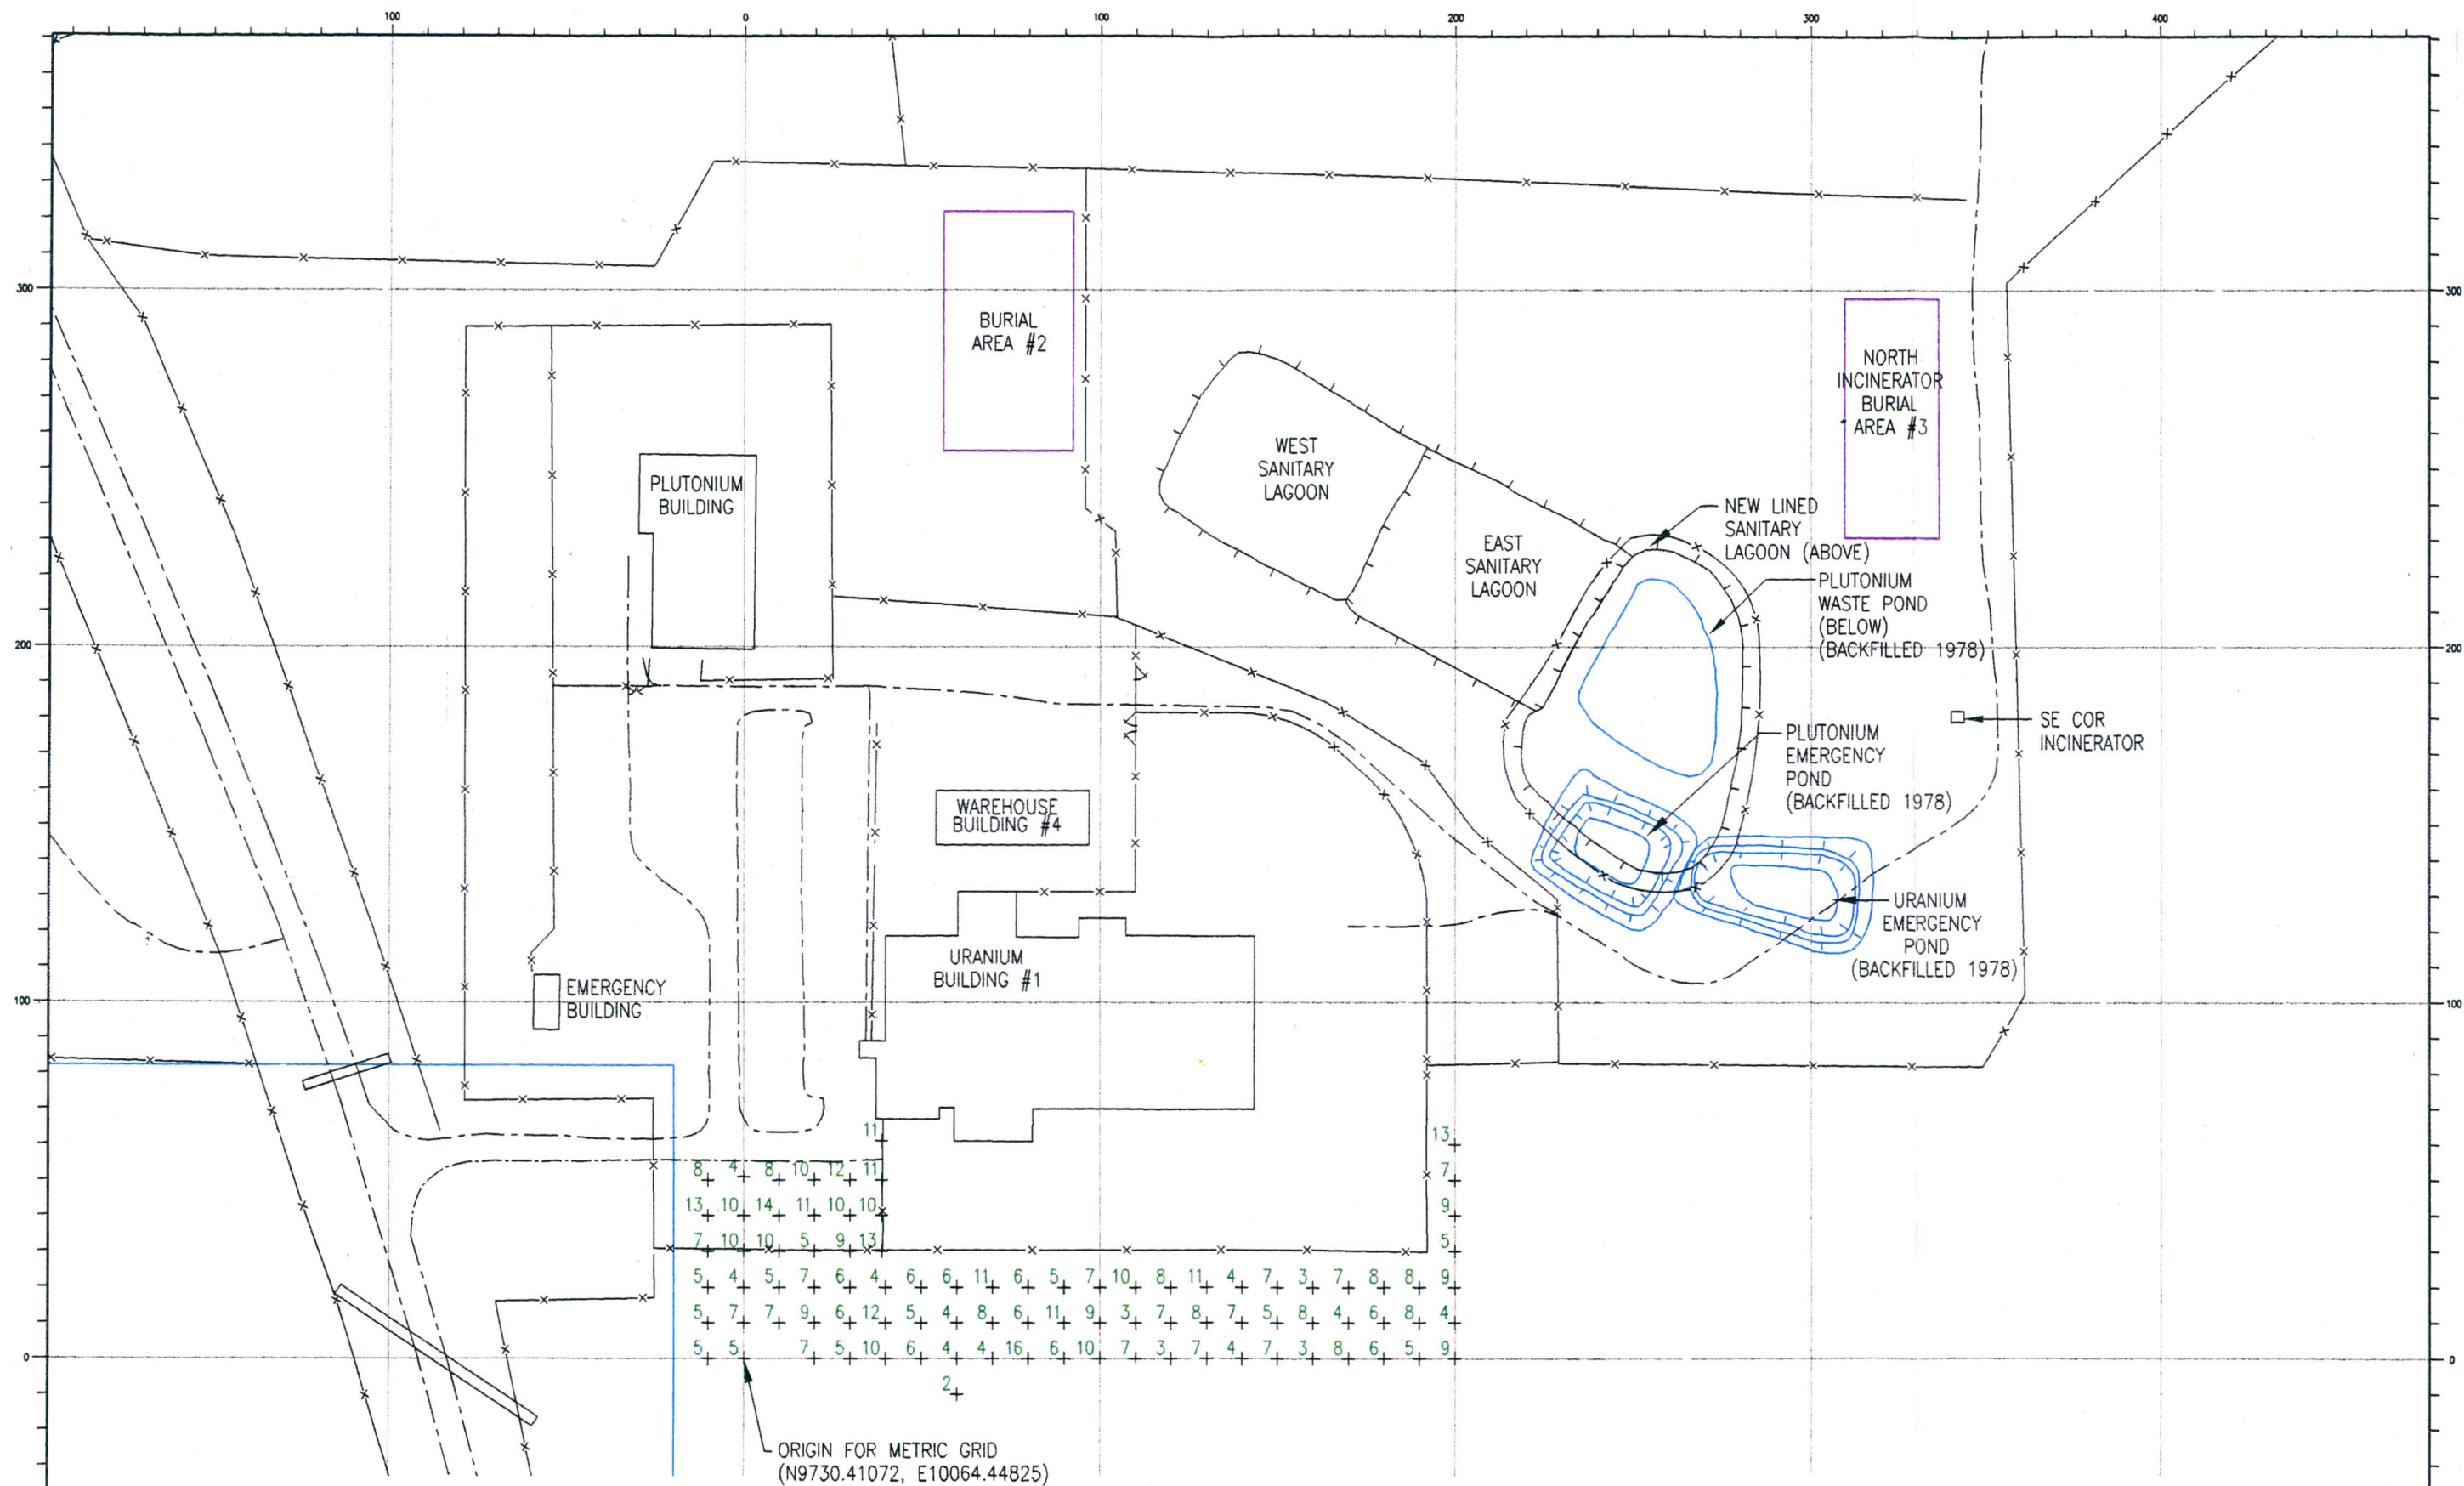 100 0 100 200 300 400
300 300
BURIAL
AREA #2
NORTH
INCINERATOR
BURIAL
AREA #3
WEST
SANITARY
LAGOON
PLUTONIUM
BUILDING
NEW LINED
SANITARY
LAGOON (ABOVE)
EAST
SANITARY
LAGOON
PLUTONIUM
WASTE POND
(BELOW)
(BACKFILLED 1978)
200 200
SE COR
INCINERATOR
PLUTONIUM
EMERGENCY
POND
(BACKFILLED 1978)
WAREHOUSE
BUILDING #4
URANIUM
EMERGENCY
POND
(BACKFILLED 1978)
URANIUM
BUILDING #1
EMERGENCY
BUILDING
100 100
11 13
8 4 8 10 12 11 7
13 10 14 11 10 10 9
7 10 10 5 9 13 5
5 4 5 7 6 4 6 6 11 6 5 7 10 8 11 4 7 3 7 8 8 9
5 7 7 9 6 12 5 4 8 6 11 9 3 7 8 7 5 8 4 6 8 4
0 5 5 7 5 10 6 4 4 16 6 10 7 3 7 4 7 3 8 6 5 9 0
2
ORIGIN FOR METRIC GRID
(N9730.41072, E10064.44825)